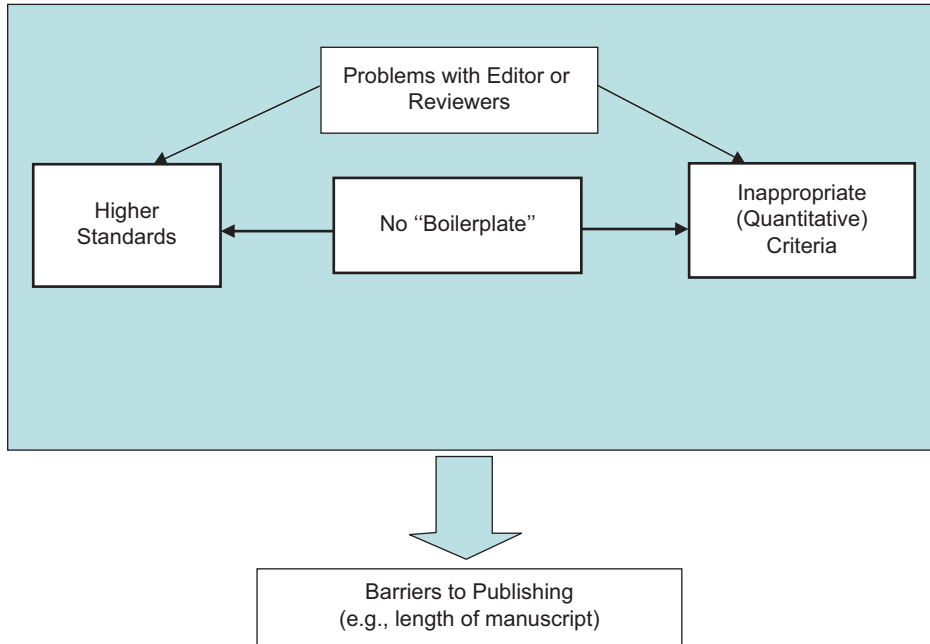 Problems with Editor or
Reviewers
Higher
Standards
No ‘‘Boilerplate’’
Inappropriate
(Quantitative)
Criteria
Barriers to Publishing
(e.g., length of manuscript)